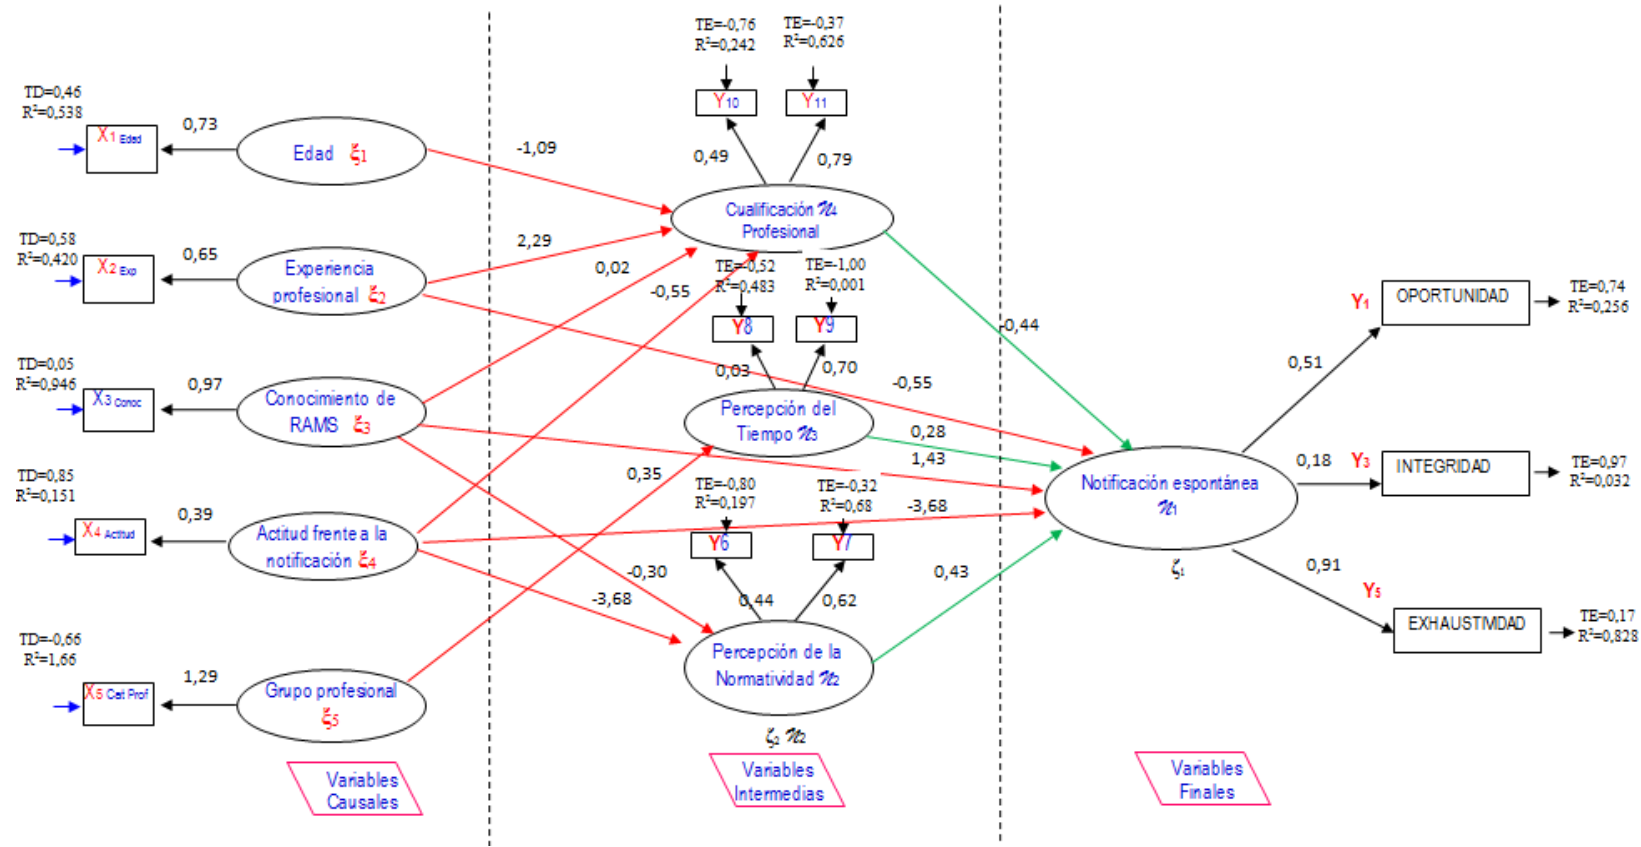 TE=-0,76
R²=0,242
TE=-0,37
R²=0,626
Y10
Y11
0,49
0,79
Cualificación η4
Profesional
TD=0,46
R²=0,538
X1 Edad
0,73
Edad ξ1
-1,09
TD=0,58
R²=0,420
X2 Exp
0,65
Experiencia
profesional ξ2
2,29
0,02
-0,55
TE=-0,52
R²=0,483
TE=-1,00
R²=0,001
Y8
Y9
0,03
0,70
Percepción del
Tiempo η3
-0,44
-0,55
0,28
1,43
TD=0,05
R²=0,946
X3 Conoc
0,97
Conocimiento de
RAMS ξ3
0,35
TD=0,85
R²=0,151
X4 Actitud
0,39
Actitud frente a la
notificación ξ4
TE=-0,80
R²=0,197
TE=-0,32
R²=0,68
Y6
Y7
-3,68
-0,30
-3,68
0,44
0,62
0,43
Percepción de la
Normatividad η2
ζ2 η2
TD=-0,66
R²=1,66
X5 Cat Prof
1,29
Grupo profesional
ξ5
Notificación espontánea
η1
ζ1
0,51
Y1
OPORTUNIDAD
TE=0,74
R²=0,256
0,18
Y3
INTEGRIDAD
TE=0,97
R²=0,032
0,91
Y5
EXHAUSTIVIDAD
TE=0,17
R²=0,828
Variables
Causales
Variables
Intermedias
Variables
Finales